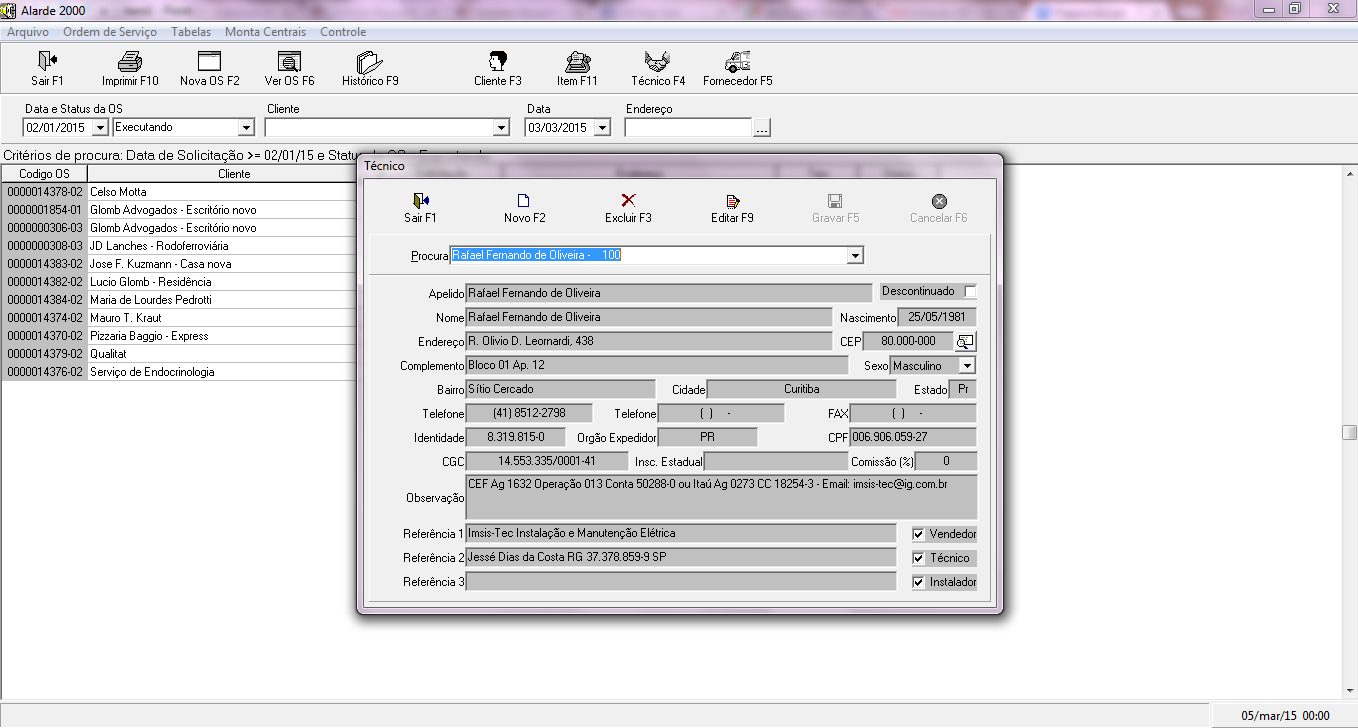 Alarde 2000
Arquivo Ordem de Serviço Tabelas Monta Centrais Controle
Sair F1 Imprimir F10 Nova OS F2 Ver OS F6 Histórico F9 Cliente F3 Item F11 Técnico F4 Fornecedor F5
Data e Status da OS Cliente Data Endereço
02/01/2015 Executando 03/03/2015 ...
Critérios de procura: Data de Solicitação >= 02/01/15 e Status
Codigo OS Cliente
0000014378-02 Celso Motta
0000001854-01 Glomb Advogados - Escritório novo
0000000306-03 Glomb Advogados - Escritório novo
0000000308-03 JD Lanches - Rodoferroviária
0000014383-02 Jose F. Kuzmann - Casa nova
0000014382-02 Lucio Glomb - Residência
0000014384-02 Maria de Lourdes Pedrotti
0000014374-02 Mauro T. Kraut
0000014370-02 Pizzaria Baggio - Express
0000014379-02 Qualitat
0000014376-02 Serviço de Endocrinologia
Técnico
Sair F1 Novo F2 Excluir F3 Editar F9 Gravar F5 Cancelar F6
Procura Rafael Fernando de Oliveira - 100
Apelido Rafael Fernando de Oliveira Descontinuado
Nome Rafael Fernando de Oliveira Nascimento 25/05/1981
Endereço R. Olivio D. Leornardi, 438 CEP 80.000-000
Complemento Bloco 01 Ap. 12 Sexo Masculino
Bairro Sítio Cercado Cidade Curitiba Estado Pr
Telefone (41) 8512-2798 Telefone ( ) - FAX ( ) -
Identidade 8.319.815-0 Orgão Expedidor PR CPF 006.906.059-27
CGC 14.553.335/0001-41 Insc. Estadual Comissão (%) 0
Observação CEF Ag 1632 Operação 013 Conta 50288-0 ou Itaú Ag 0273 CC 18254-3 - Email: imsis-tec@ig.com.br
Referência 1 Imsis-Tec Instalação e Manutenção Elétrica Vendedor
Referência 2 Jessé Dias da Costa RG 37.378.859-9 SP Técnico
Referência 3 Instalador
05/mar/15 00:00